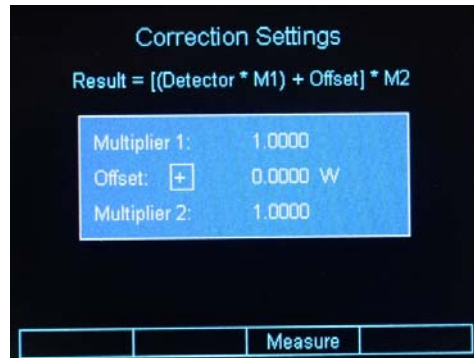 Correction Settings
Result = [(Detector * M1) + Offset] * M2
Multiplier 1: 1.0000
Offset: + 0.0000 W
Multiplier 2: 1.0000
Measure